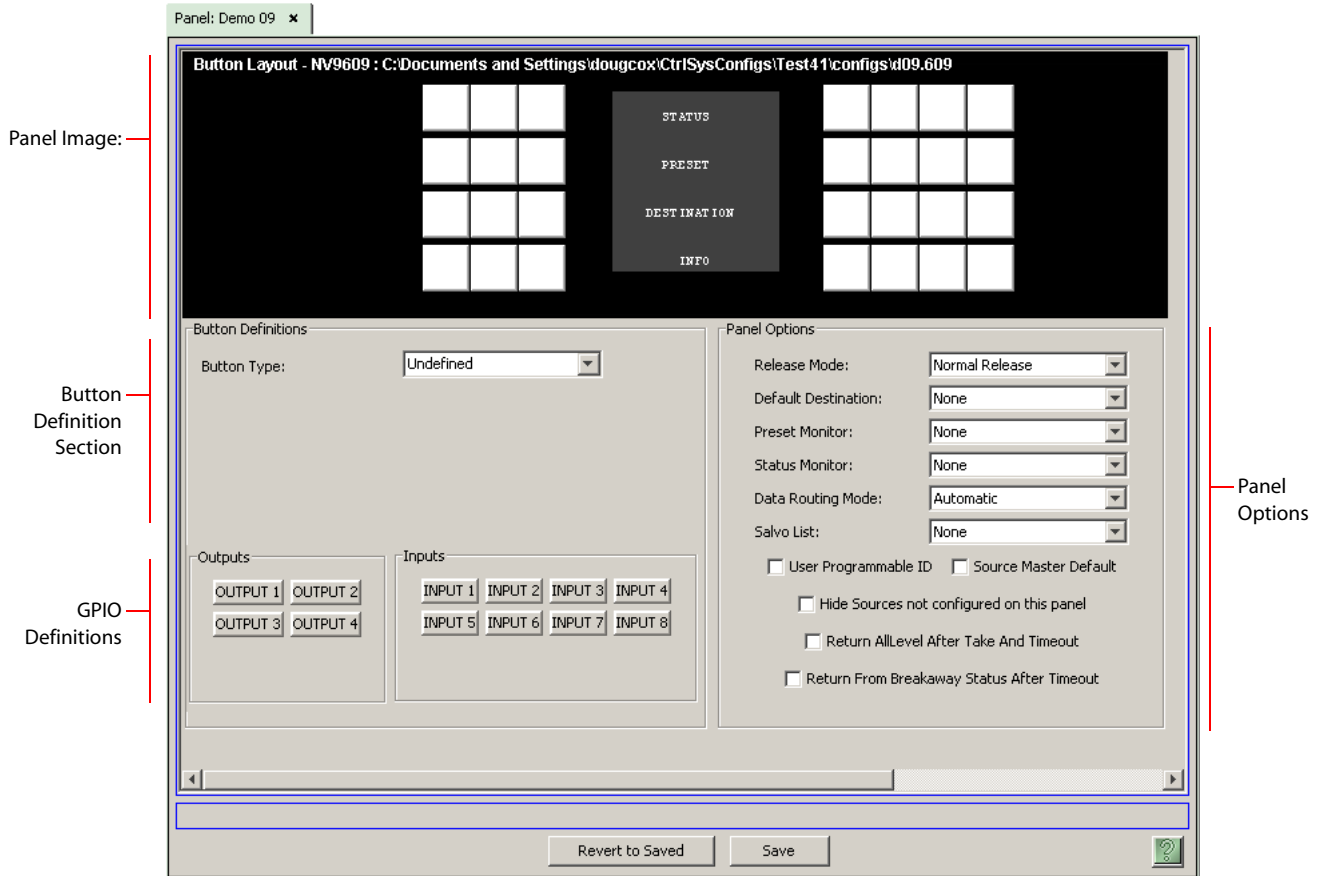 Panel: Demo 09 ×
Button Layout - NV9609 : C:\Documents and Settings\dougcox\CtrlSysConfigs\Test41\configs\d09.609
STATUS
PRESET
DESTINATION
INFO
Panel Image:
Button Definitions
Button Type: Undefined
Button
Definition
Section
Outputs
OUTPUT 1 OUTPUT 2
OUTPUT 3 OUTPUT 4
Inputs
INPUT 1 INPUT 2 INPUT 3 INPUT 4
INPUT 5 INPUT 6 INPUT 7 INPUT 8
GPIO
Definitions
Panel Options
Release Mode: Normal Release
Default Destination: None
Preset Monitor: None
Status Monitor: None
Data Routing Mode: Automatic
Salvo List: None
User Programmable ID Source Master Default
Hide Sources not configured on this panel
Return AllLevel After Take And Timeout
Return From Breakaway Status After Timeout
Panel
Options
Revert to Saved Save ?